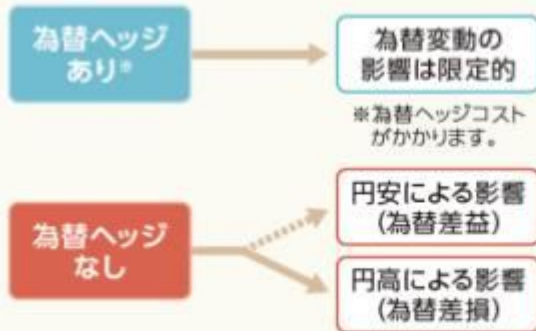 為替ヘッジ
あり※
為替変動の
影響は限定的
※為替ヘッジコスト
がかかります。
為替ヘッジ
なし
円安による影響
(為替差益)
円高による影響
(為替差損)